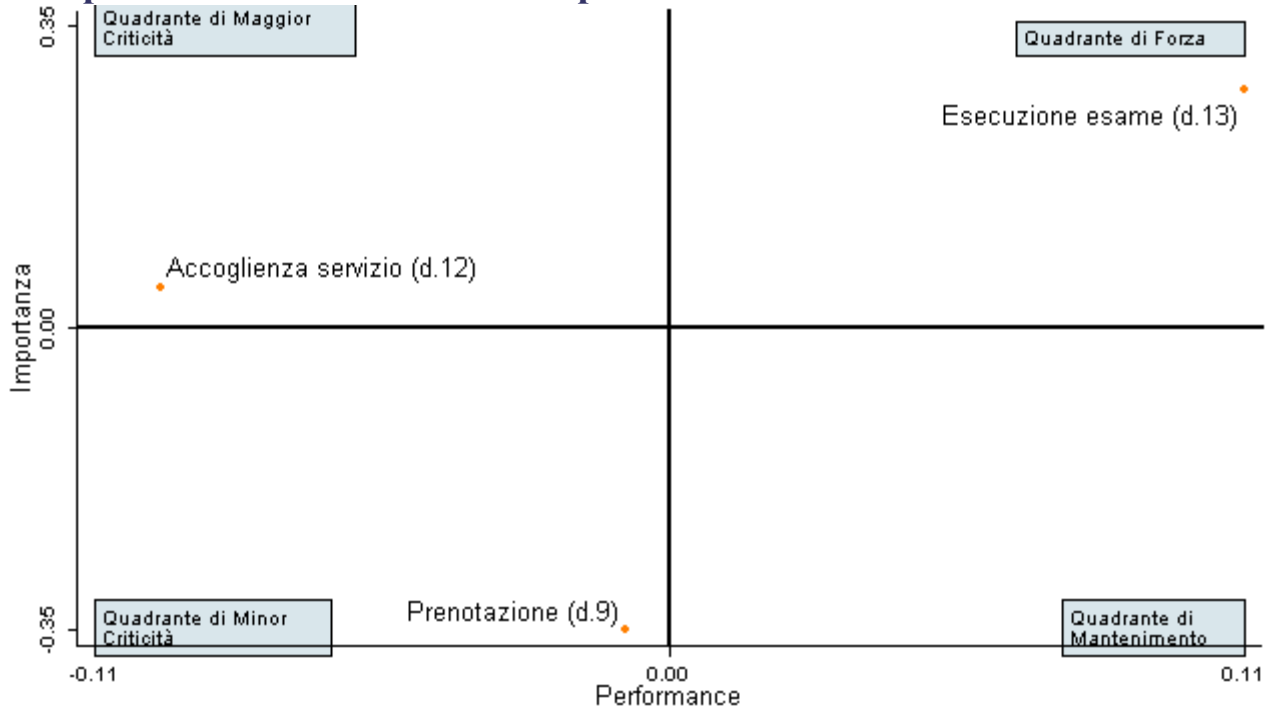 0.35
Quadrante di Maggior
Criticità
Quadrante di Forza
Esecuzione esame (d.13)
Accoglienza servizio (d.12)
Importanza
0.00
Prenotazione (d.9)
-0.35
Quadrante di Minor
Criticità
Quadrante di
Mantenimento
-0.11
0.00
0.11
Performance